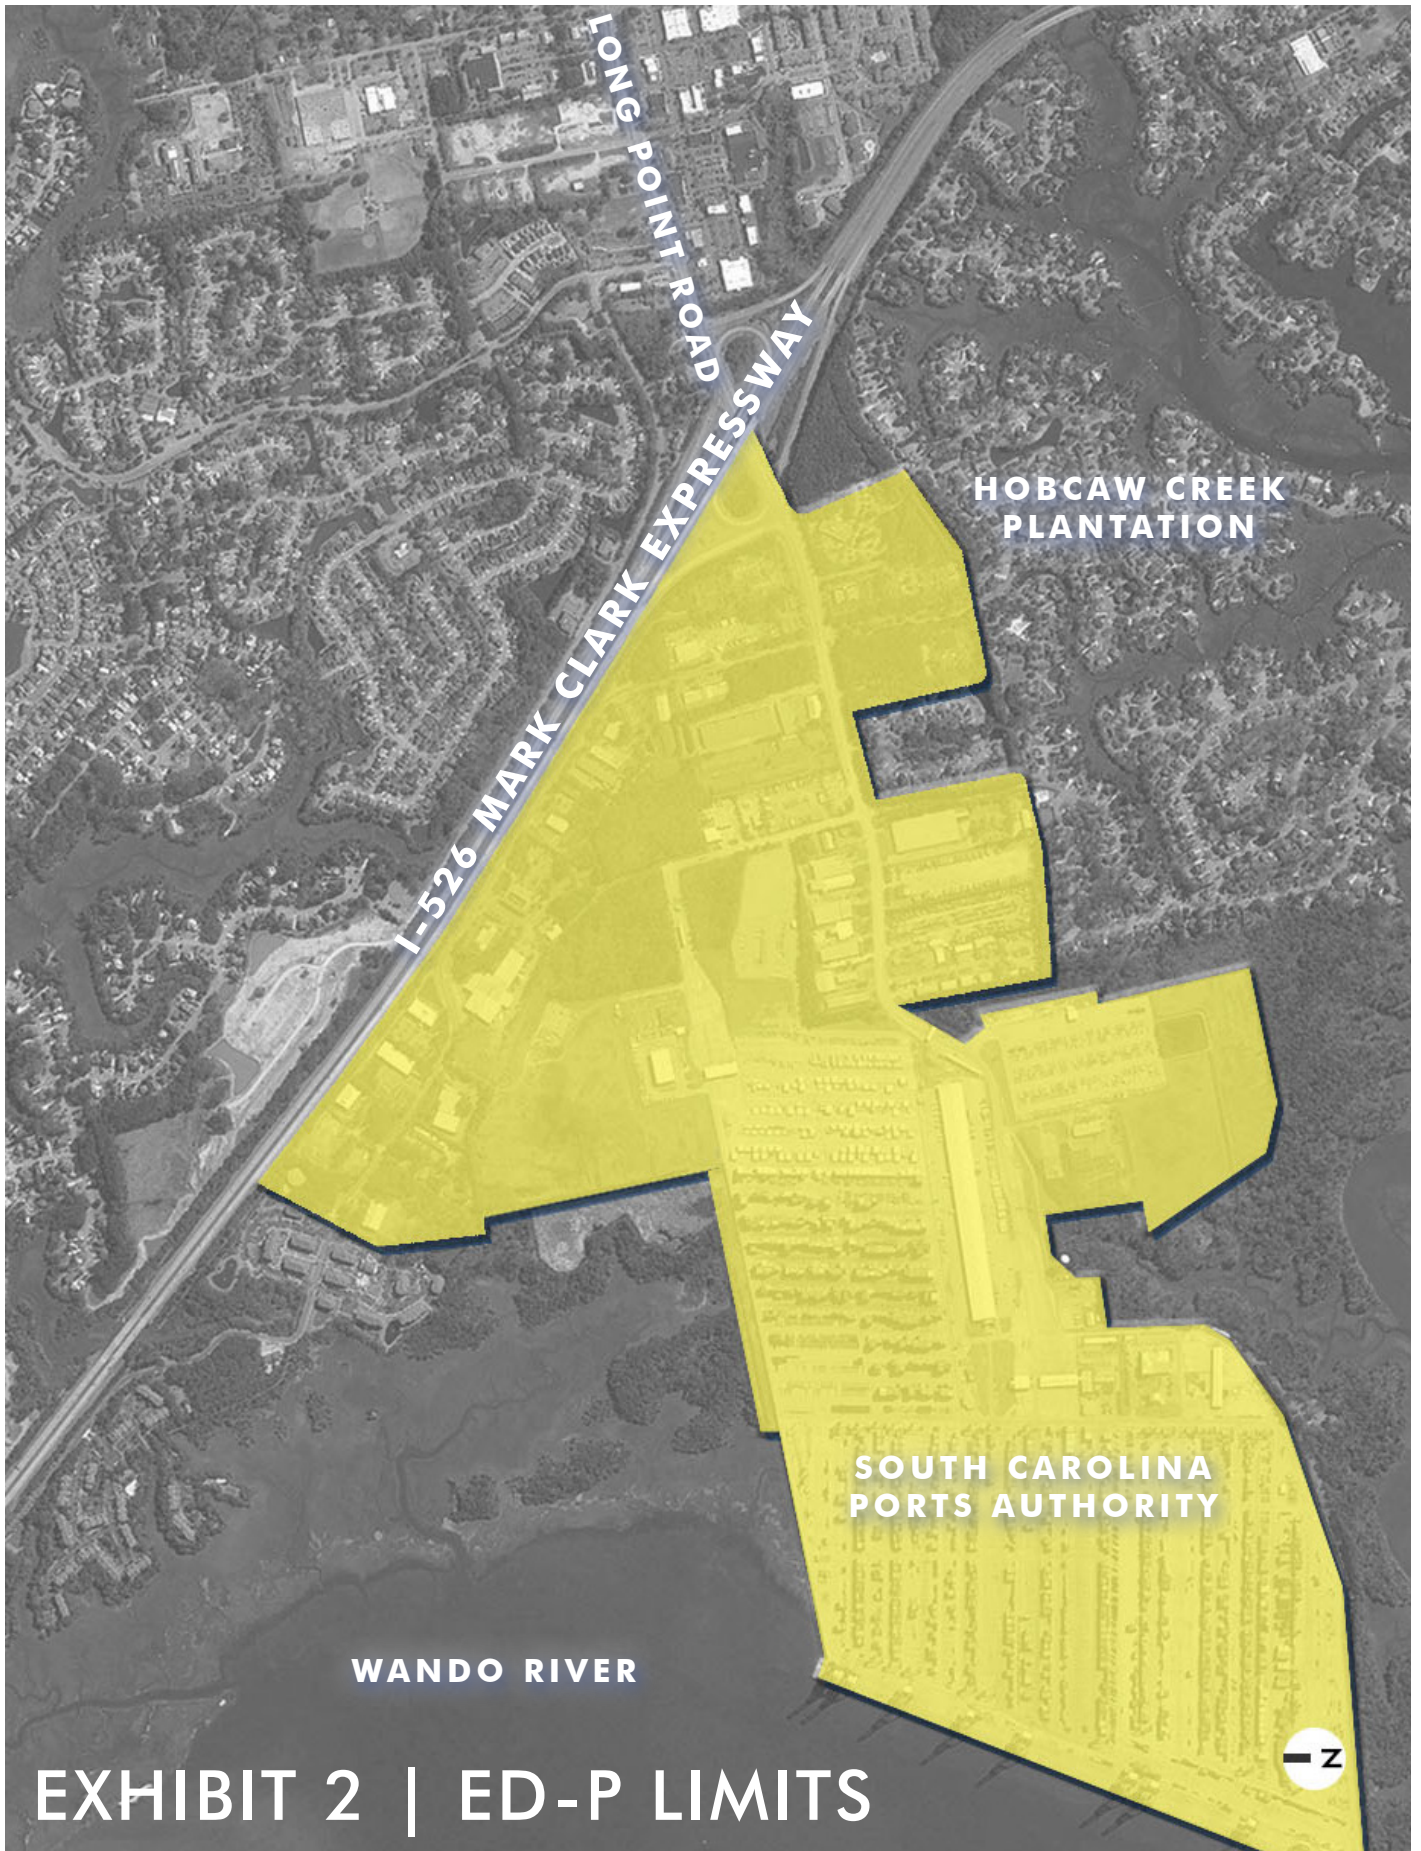 LONG POINT ROAD
I-526 MARK CLARK EXPRESSWAY
HOBCAW CREEK
PLANTATION
SOUTH CAROLINA
PORTS AUTHORITY
WANDO RIVER
Z
EXHIBIT 2 | ED-P LIMITS